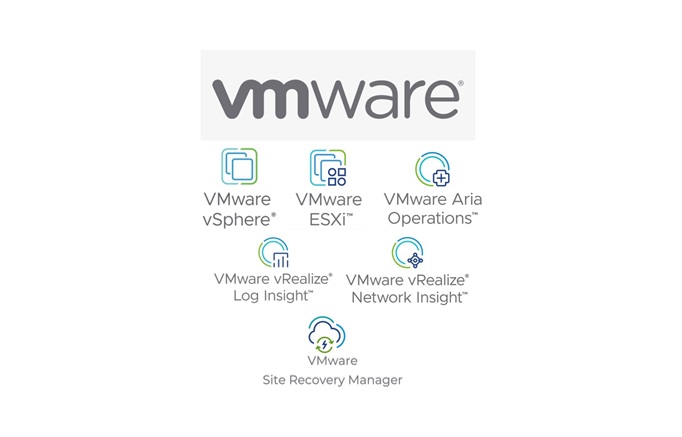 vmware®
VMware
vSphere®
VMware
ESXi™
VMware Aria
Operations™
VMware vRealize®
Log Insight™
VMware vRealize®
Network Insight™
VMware
Site Recovery Manager